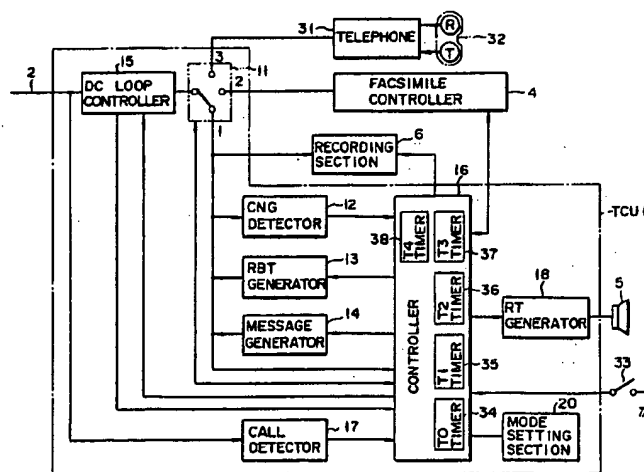 31
TELEPHONE
R
T
32
15
3
11
2
DC LOOP
CONTROLLER
2
1
FACSIMILE
CONTROLLER
4
6
RECORDING
SECTION
16
CNG
DETECTOR
12
38
T4
TIMER
T3
TIMER
37
TCU
13
RBT
GENERATOR
T2
TIMER
36
18
RT
GENERATOR
5
14
MESSAGE
GENERATOR
CONTROLLER
T1
TIMER
35
33
CALL
DETECTOR
17
T0
TIMER
34
20
MODE
SETTING
SECTION